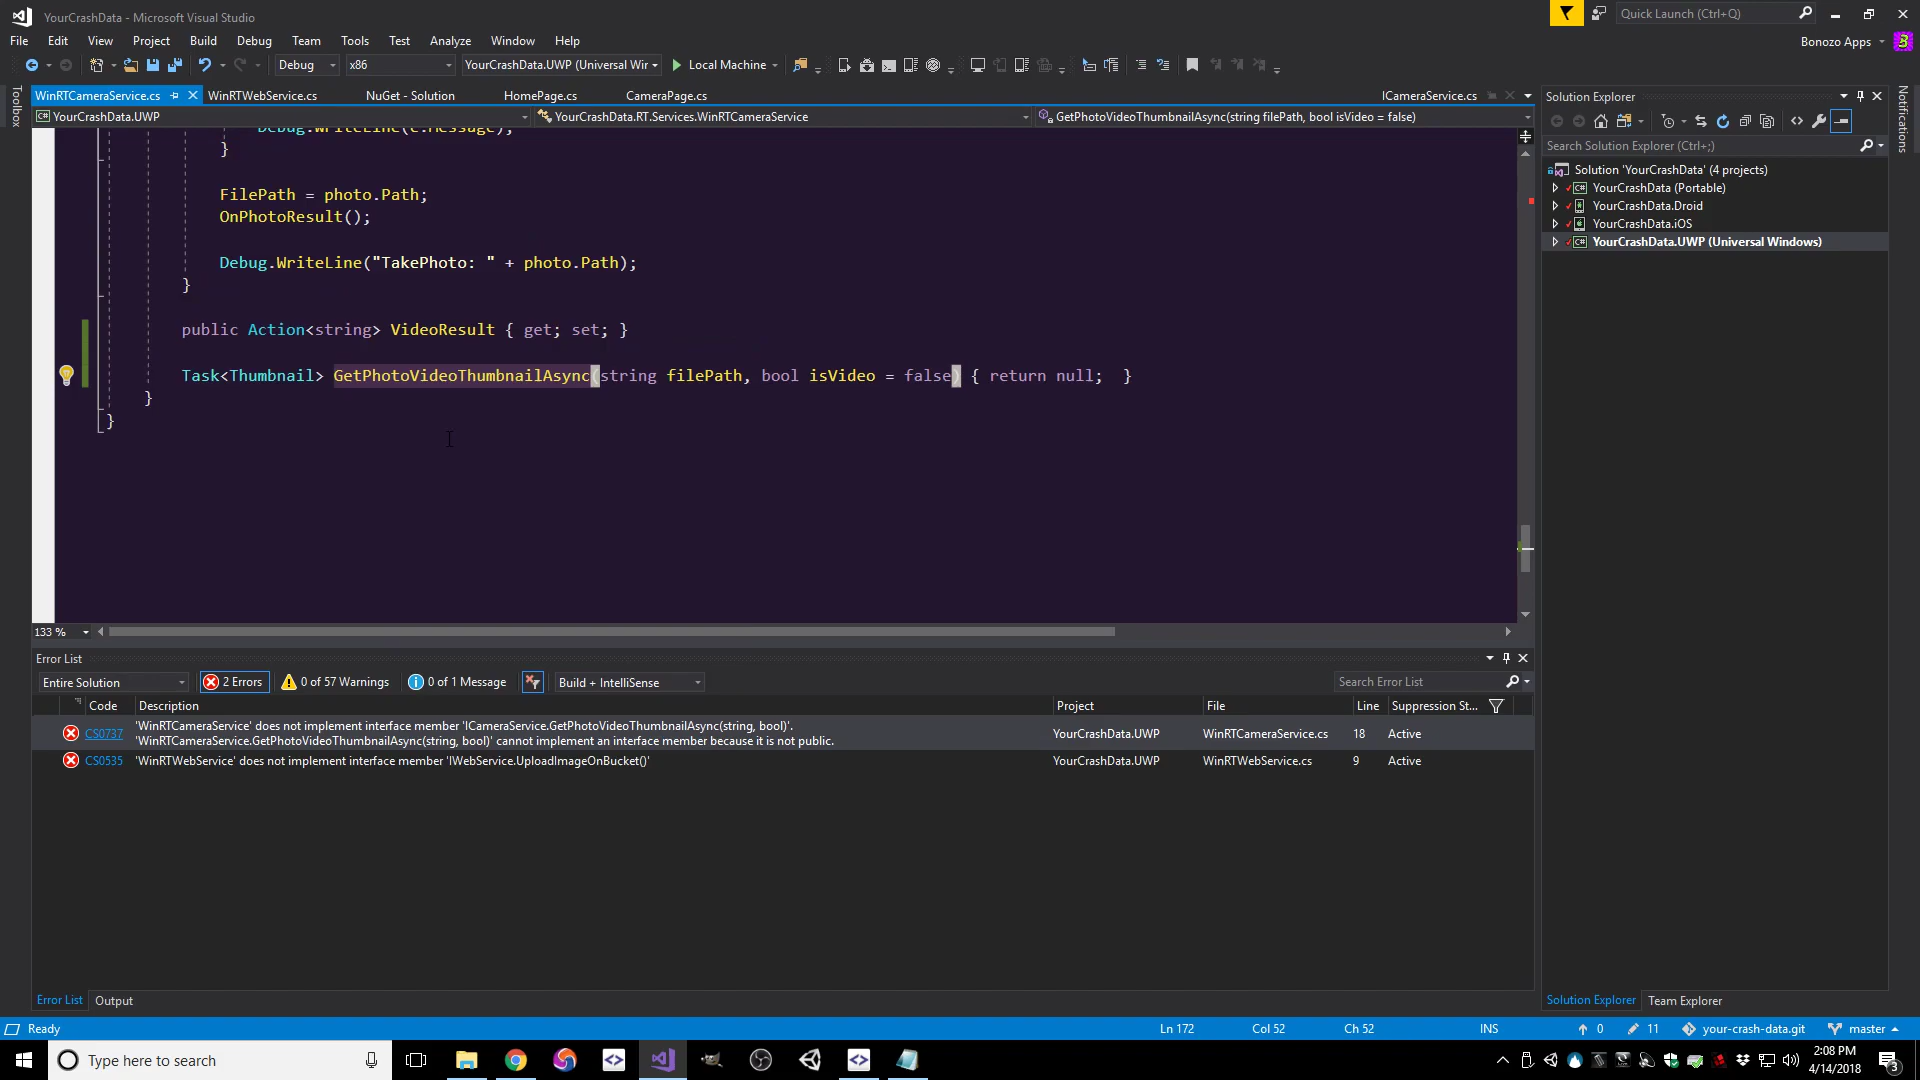 YourCrashData - Microsoft Visual Studio
Quick Launch (Ctrl+Q)
File Edit View Project Build Debug Team Tools Test Analyze Window Help
Bonozo Apps
Debug x86 YourCrashData.UWP (Universal Wir Local Machine
Toolbox
WinRTCameraService.cs WinRTWebService.cs NuGet - Solution HomePage.cs CameraPage.cs ICameraService.cs
YourCrashData.UWP YourCrashData.RT.Services.WinRTCameraService GetPhotoVideoThumbnailAsync(string filePath, bool isVideo = false)
Debug.WriteLine(e.Message);
}
FilePath = photo.Path;
OnPhotoResult();
Debug.WriteLine("TakePhoto: " + photo.Path);
}
public Action<string> VideoResult { get; set; }
Task<Thumbnail> GetPhotoVideoThumbnailAsync(string filePath, bool isVideo = false) { return null;  }
}
}
133 %
Error List
Entire Solution 2 Errors 0 of 57 Warnings 0 of 1 Message Build + IntelliSense Search Error List
Code Description Project File Line Suppression St...
CS0737 'WinRTCameraService' does not implement interface member 'ICameraService.GetPhotoVideoThumbnailAsync(string, bool)'.
'WinRTCameraService.GetPhotoVideoThumbnailAsync(string, bool)' cannot implement an interface member because it is not public. YourCrashData.UWP WinRTCameraService.cs 18 Active
CS0535 'WinRTWebService' does not implement interface member 'IWebService.UploadImageOnBucket()' YourCrashData.UWP WinRTWebService.cs 9 Active
Error List Output
Solution Explorer
Search Solution Explorer (Ctrl+;)
Solution 'YourCrashData' (4 projects)
YourCrashData (Portable)
YourCrashData.Droid
YourCrashData.iOS
YourCrashData.UWP (Universal Windows)
Solution Explorer Team Explorer
Notifications
Ready Ln 172 Col 52 Ch 52 INS 0 11 your-crash-data.git master
Type here to search
2:08 PM
4/14/2018
3